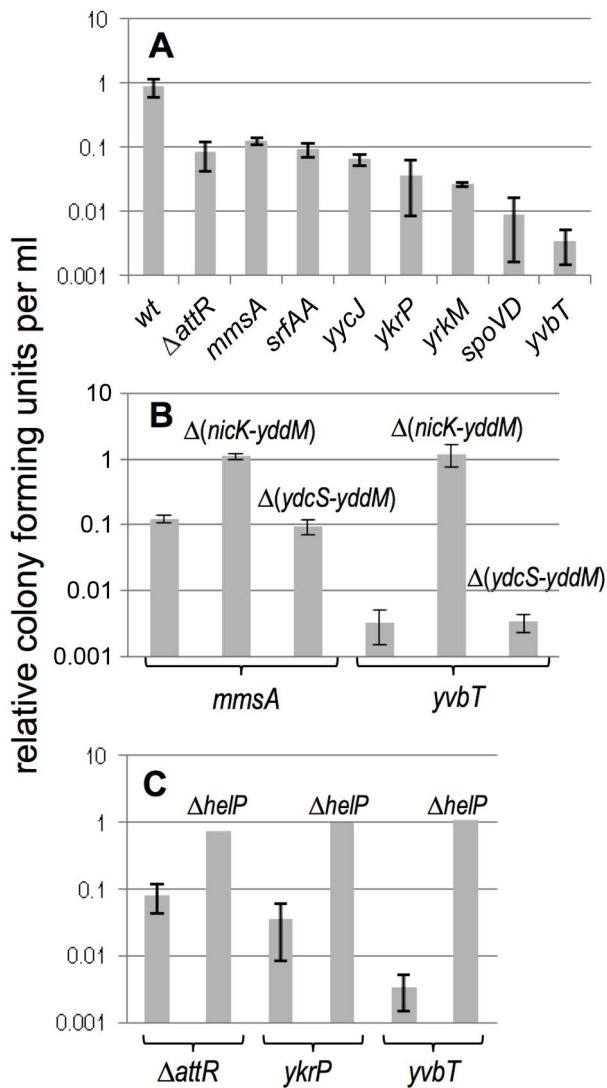 relative colony forming units per ml
A
10
1
0.1
0.01
0.001
wt
ΔattR
mmsA
srfAA
yycJ
ykrP
yrkM
spoVD
yvbT
B
10
1
0.1
0.01
0.001
Δ(nicK-yddM)
Δ(ydcS-yddM)
Δ(nicK-yddM)
Δ(ydcS-yddM)
mmsA
yvbT
C
10
1
0.1
0.01
0.001
ΔhelP
ΔhelP
ΔhelP
ΔattR
ykrP
yvbT